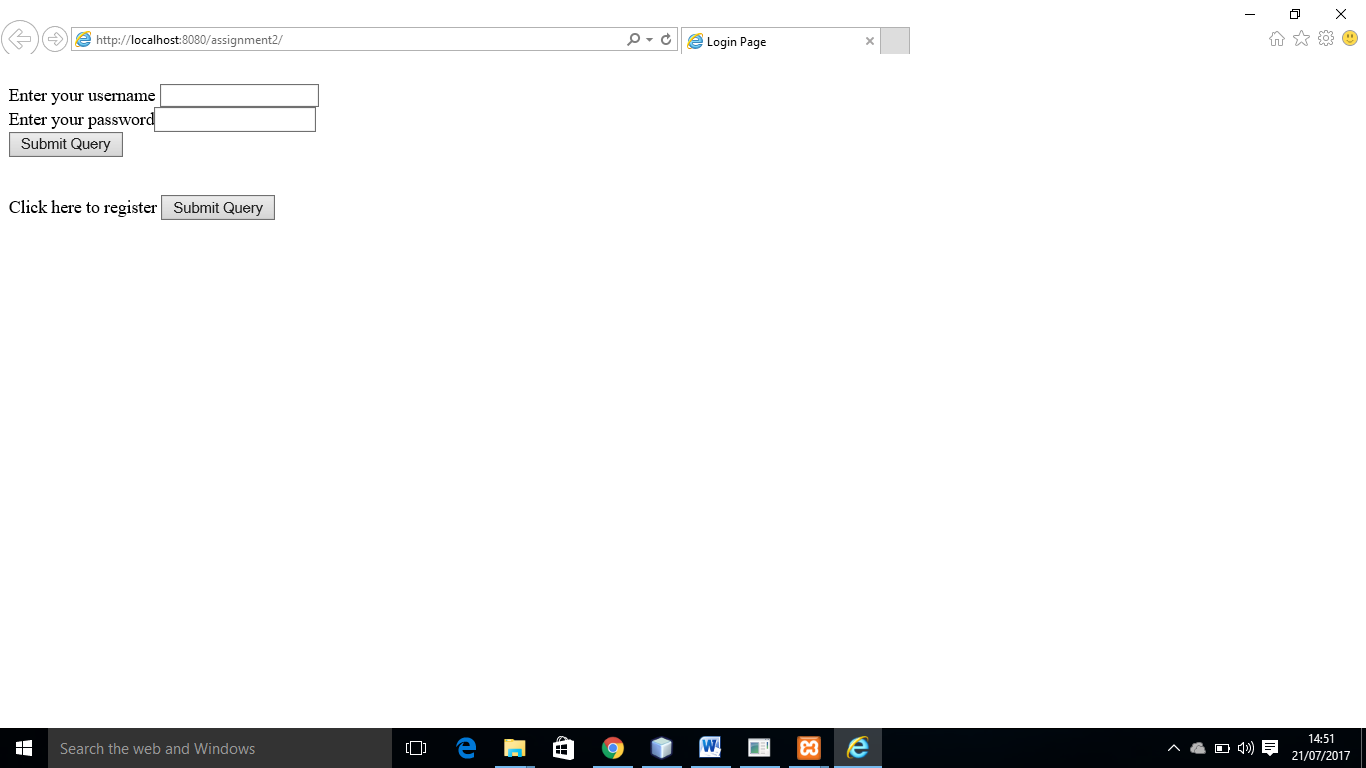 http://localhost:8080/assignment2/
Login Page
Enter your username
Enter your password
Submit Query
Click here to register Submit Query
Search the web and Windows
14:51
21/07/2017